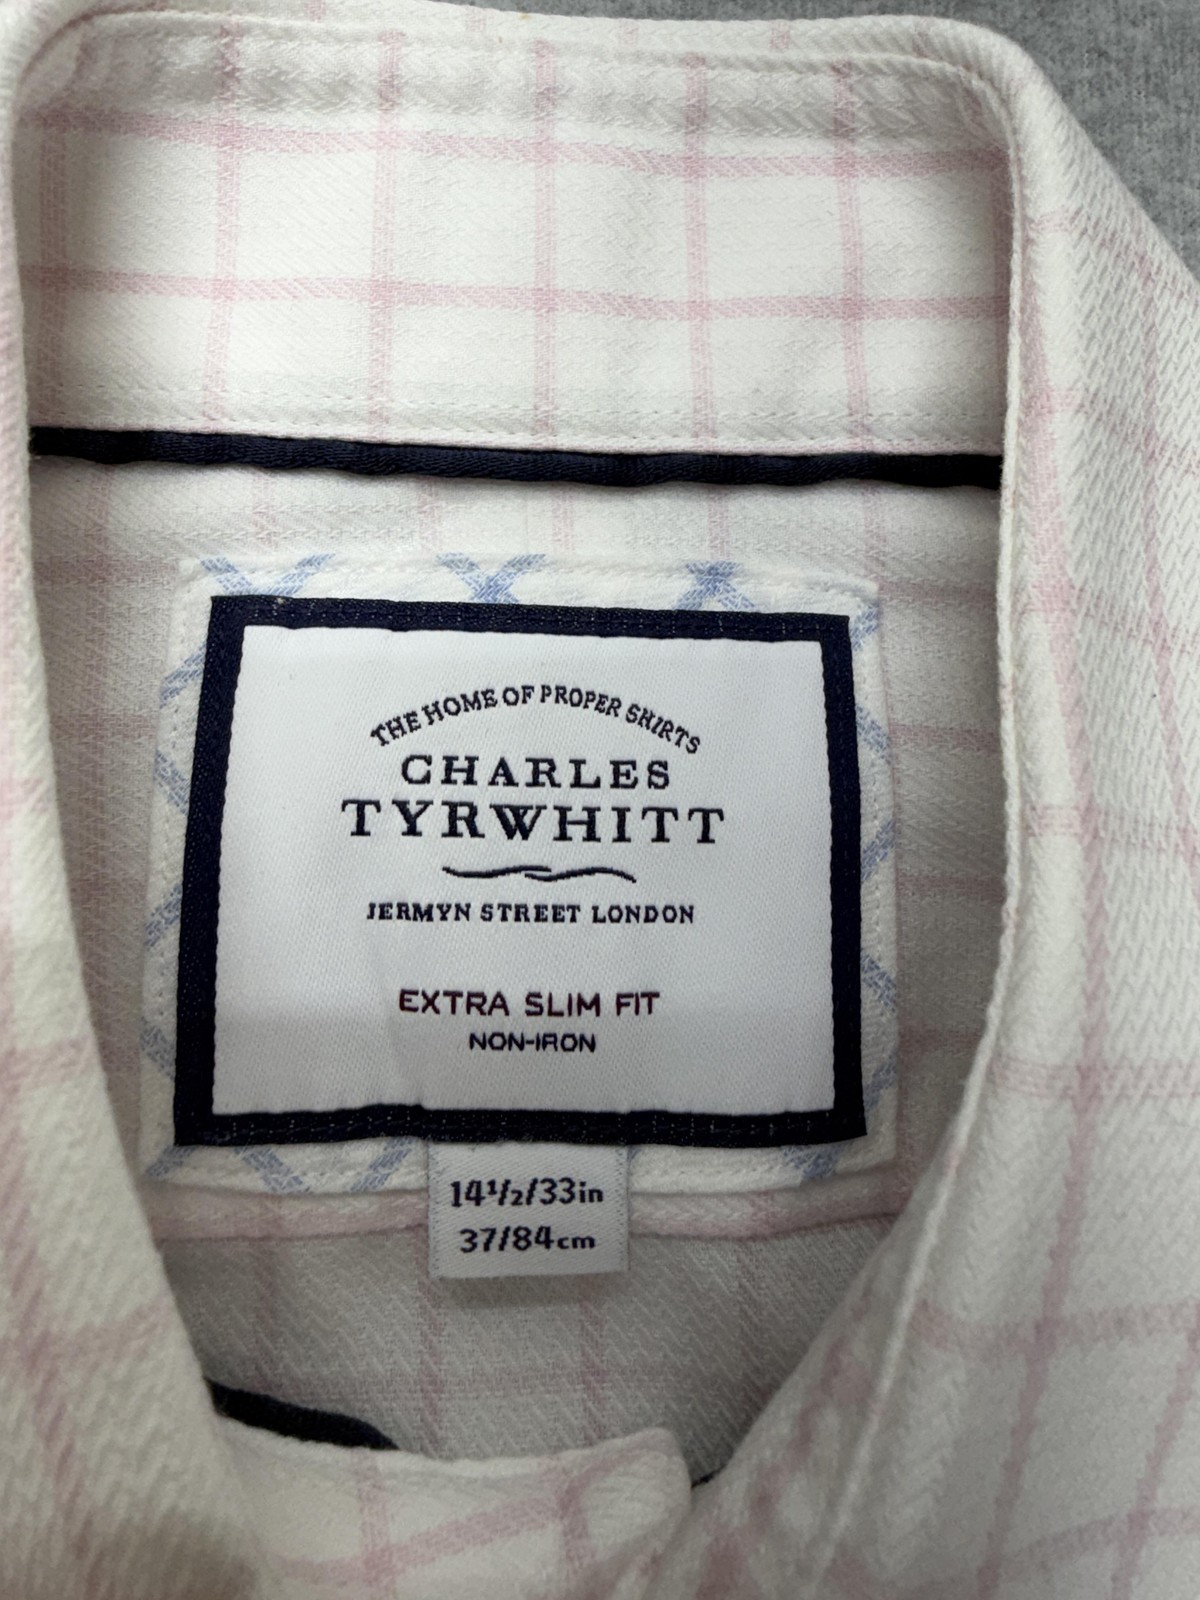 THE HOME OF PROPER SHIRTS
CHARLES
TYRWHITT
JERMYN STREET LONDON
EXTRA SLIM FIT
NON-IRON
14½/33in
37/84cm